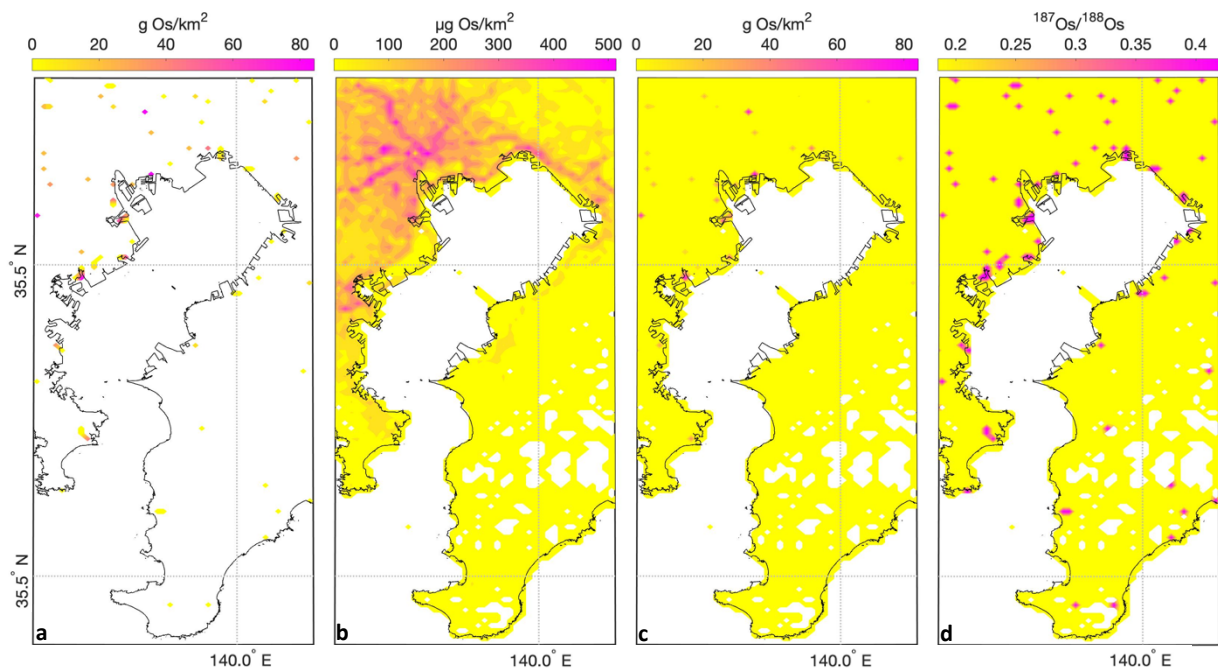 g Os/km² µg Os/km² g Os/km² ¹⁸⁷Os/¹⁸⁸Os
0 20 40 60 80 0 100 200 300 400 500 0 20 40 60 80 0.2 0.25 0.3 0.35 0.4
35.5° N
35.5° N
a b c d
140.0° E 140.0° E 140.0° E 140.0° E